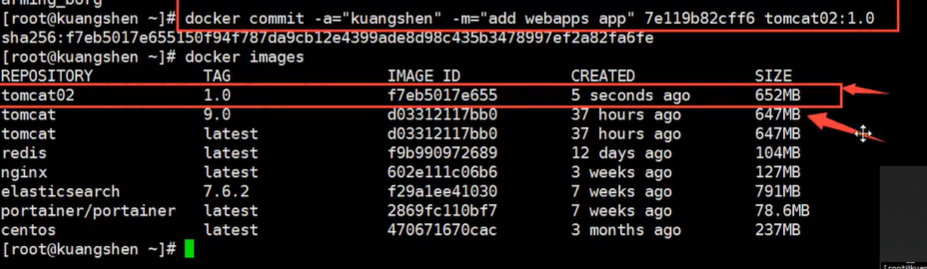 arming_borg
[root@kuangshen ~]# docker commit -a="kuangshen" -m="add webapps app" 7e119b82cff6 tomcat02:1.0
sha256:f7eb5017e655150f94f787da9cb12e4399ade8d98c435b3478997ef2a82fa6fe
[root@kuangshen ~]# docker images
REPOSITORY TAG IMAGE ID CREATED SIZE
tomcat02 1.0 f7eb5017e655 5 seconds ago 652MB
tomcat 9.0 d03312117bb0 37 hours ago 647MB
tomcat latest d03312117bb0 37 hours ago 647MB
redis latest f9b990972689 12 days ago 104MB
nginx latest 602e111c06b6 3 weeks ago 127MB
elasticsearch 7.6.2 f29a1ee41030 7 weeks ago 791MB
portainer/portainer latest 2869fc110bf7 7 weeks ago 78.6MB
centos latest 470671670cac 3 months ago 237MB
[root@kuangshen ~]#